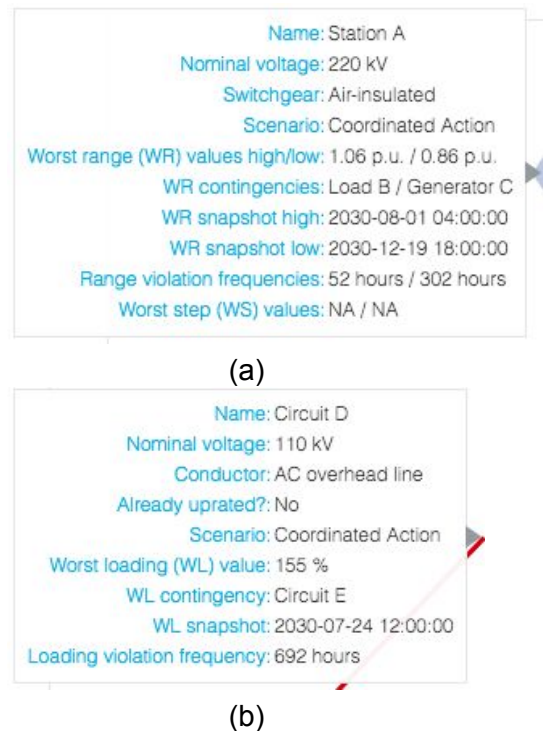 Name: Station A
Nominal voltage: 220 kV
Switchgear: Air-insulated
Scenario: Coordinated Action
Worst range (WR) values high/low: 1.06 p.u. / 0.86 p.u.
WR contingencies: Load B / Generator C
WR snapshot high: 2030-08-01 04:00:00
WR snapshot low: 2030-12-19 18:00:00
Range violation frequencies: 52 hours / 302 hours
Worst step (WS) values: NA / NA
(a)
Name: Circuit D
Nominal voltage: 110 kV
Conductor: AC overhead line
Already uprated?: No
Scenario: Coordinated Action
Worst loading (WL) value: 155 %
WL contingency: Circuit E
WL snapshot: 2030-07-24 12:00:00
Loading violation frequency: 692 hours
(b)